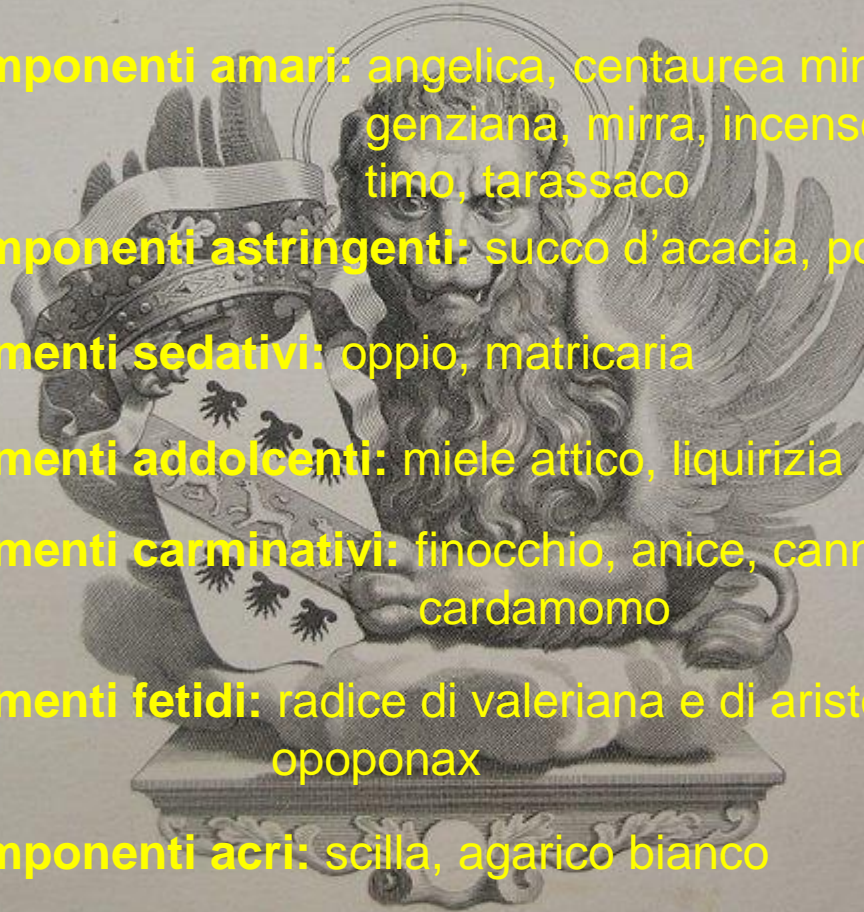 mponenti amari: angelica, centaurea min
genziana, mirra, incens
timo, tarassaco
mponenti astringenti: succo d'acacia, po
menti sedativi: oppio, matricaria
menti addolcenti: miele attico, liquirizia
menti carminativi: finocchio, anice, cann
cardamomo
menti fetidi: radice di valeriana e di aristo
opoponax
mponenti acri: scilla, agarico bianco